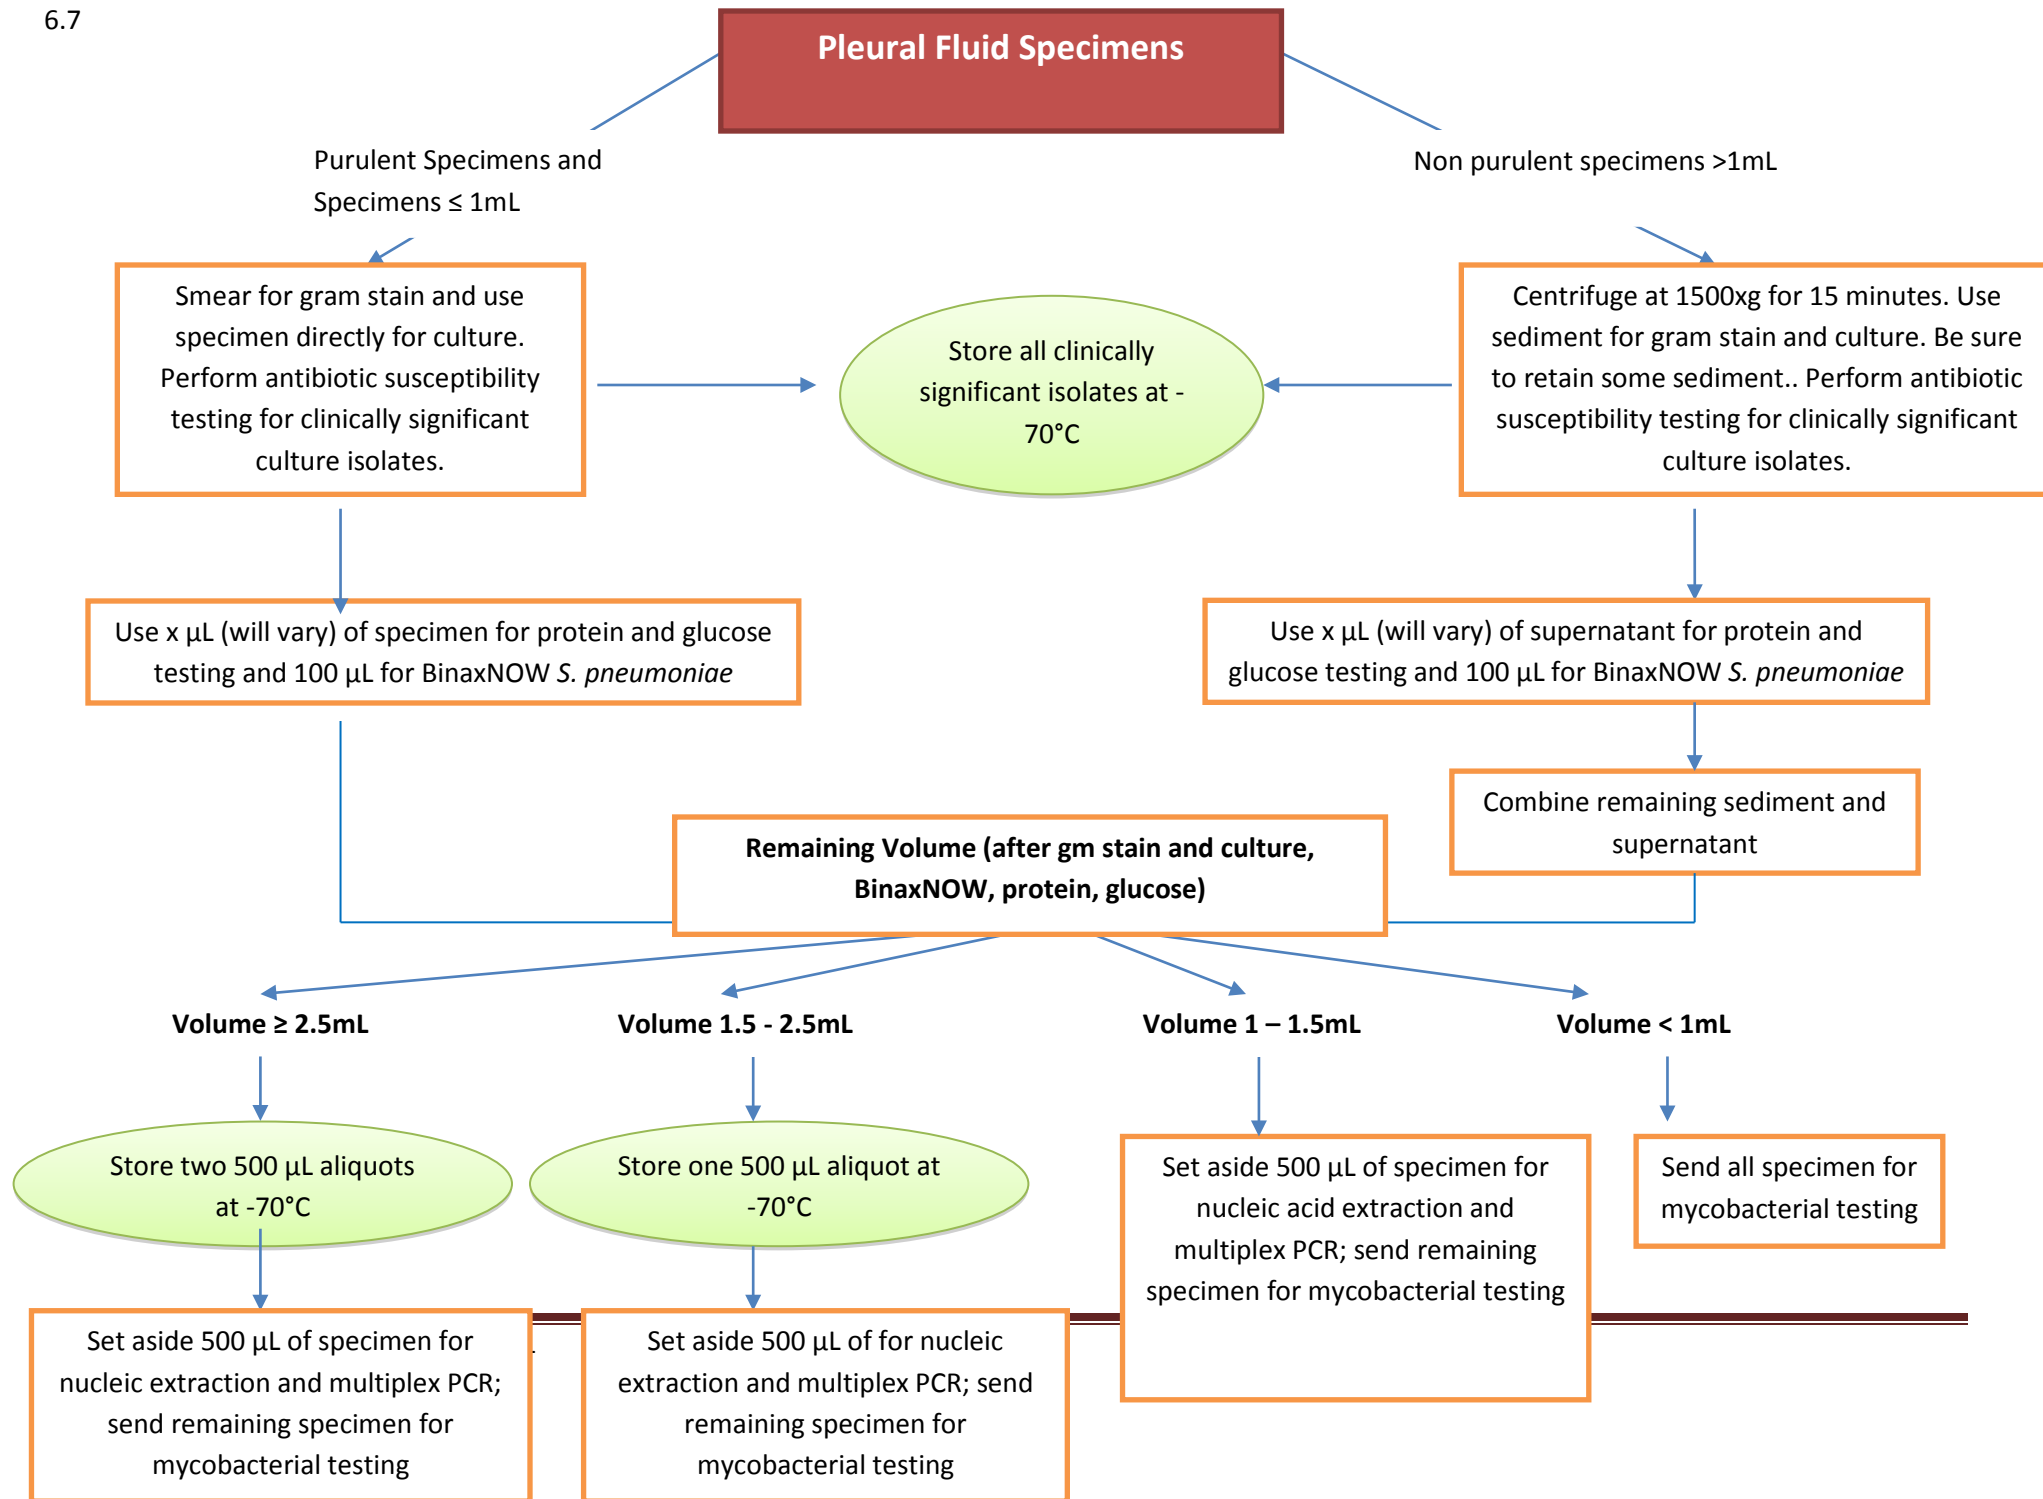 6.7
Pleural Fluid Specimens
Purulent Specimens and
Specimens ≤ 1mL
Non purulent specimens >1mL
Smear for gram stain and use
specimen directly for culture.
Perform antibiotic susceptibility
testing for clinically significant
culture isolates.
Store all clinically
significant isolates at -
70°C
Centrifuge at 1500xg for 15 minutes. Use
sediment for gram stain and culture. Be sure
to retain some sediment.. Perform antibiotic
susceptibility testing for clinically significant
culture isolates.
Use x µL (will vary) of specimen for protein and glucose
testing and 100 µL for BinaxNOW S. pneumoniae
Use x µL (will vary) of supernatant for protein and
glucose testing and 100 µL for BinaxNOW S. pneumoniae
Combine remaining sediment and
supernatant
Remaining Volume (after gm stain and culture,
BinaxNOW, protein, glucose)
Volume ≥ 2.5mL
Volume 1.5 - 2.5mL
Volume 1 – 1.5mL
Volume < 1mL
Store two 500 µL aliquots
at -70°C
Store one 500 µL aliquot at
-70°C
Set aside 500 µL of specimen for
nucleic acid extraction and
multiplex PCR; send remaining
specimen for mycobacterial testing
Send all specimen for
mycobacterial testing
Set aside 500 µL of specimen for
nucleic extraction and multiplex PCR;
send remaining specimen for
mycobacterial testing
Set aside 500 µL of for nucleic
extraction and multiplex PCR; send
remaining specimen for
mycobacterial testing